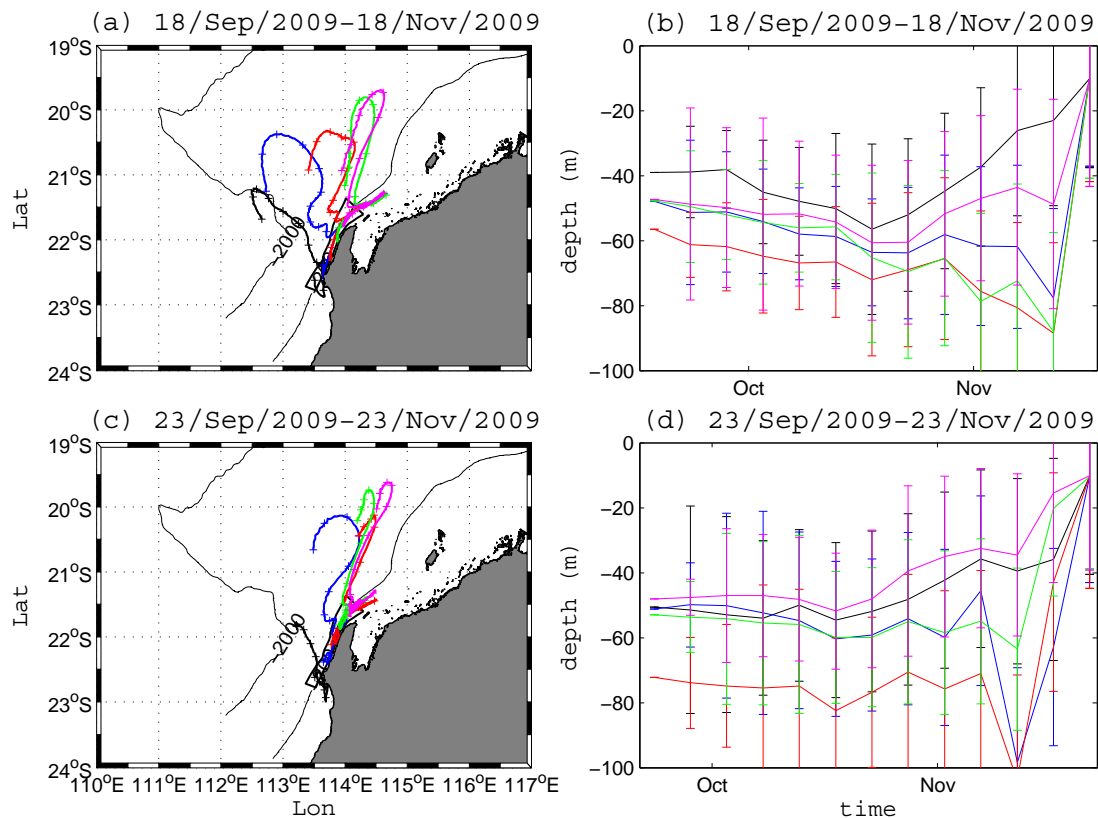 (a) 18/Sep/2009−18/Nov/2009
19°S
20°S
21°S
22°S
23°S
24°S
Lat
−2000
(b) 18/Sep/2009−18/Nov/2009
0
−20
−40
−60
−80
−100
depth (m)
Oct Nov
(c) 23/Sep/2009−23/Nov/2009
19°S
20°S
21°S
22°S
23°S
24°S
Lat
−2000
110°E 111°E 112°E 113°E 114°E 115°E 116°E 117°E
Lon
(d) 23/Sep/2009−23/Nov/2009
0
−20
−40
−60
−80
−100
depth (m)
Oct Nov
time